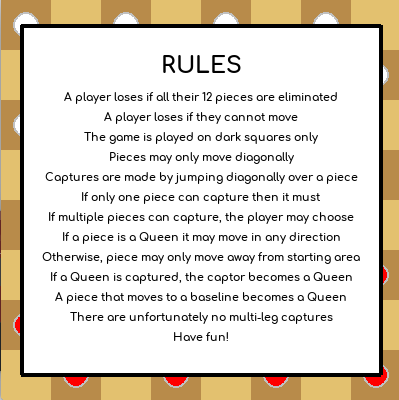 RULES
A player loses if all their 12 pieces are eliminated
A player loses if they cannot move
The game is played on dark squares only
Pieces may only move diagonally
Captures are made by jumping diagonally over a piece
If only one piece can capture then it must
If multiple pieces can capture, the player may choose
If a piece is a Queen it may move in any direction
Otherwise, piece may only move away from starting area
If a Queen is captured, the captor becomes a Queen
A piece that moves to a baseline becomes a Queen
There are unfortunately no multi-leg captures
Have fun!